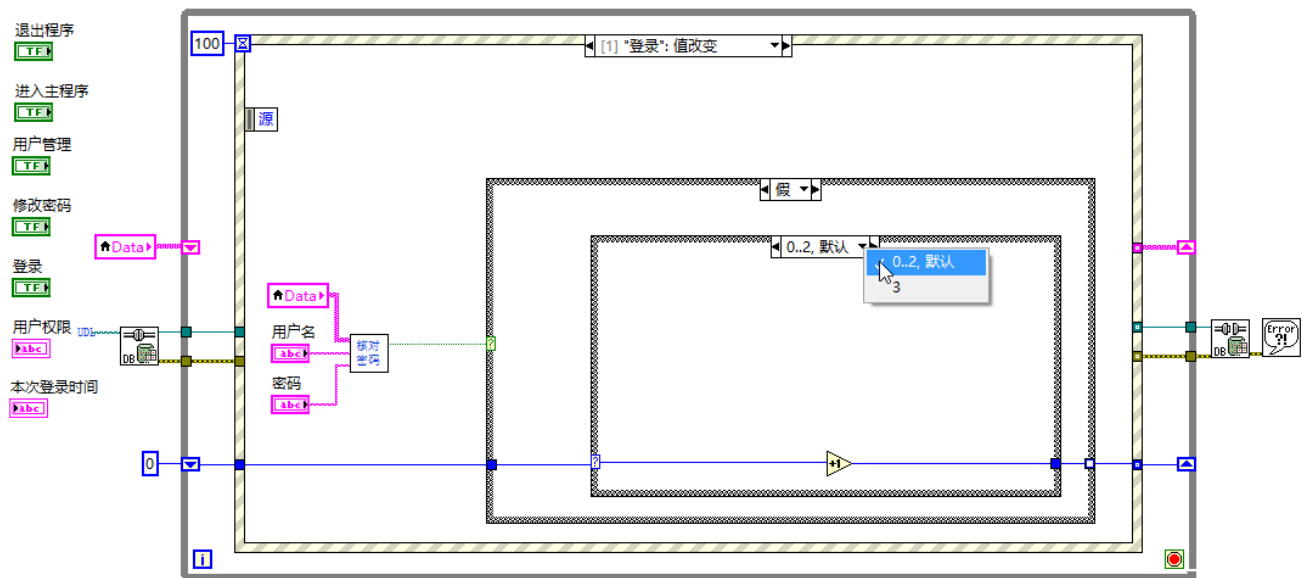 退出程序
TF
进入主程序
TF
用户管理
TF
修改密码
TF
登录
TF
用户权限
abc
本次登录时间
abc
Data
UDL
DB
0
100
[1] "登录": 值改变
源
Data
用户名
abc
密码
abc
核对
密码
?
假
0..2, 默认
0..2, 默认
3
?
+1
i
DB
Error
?!